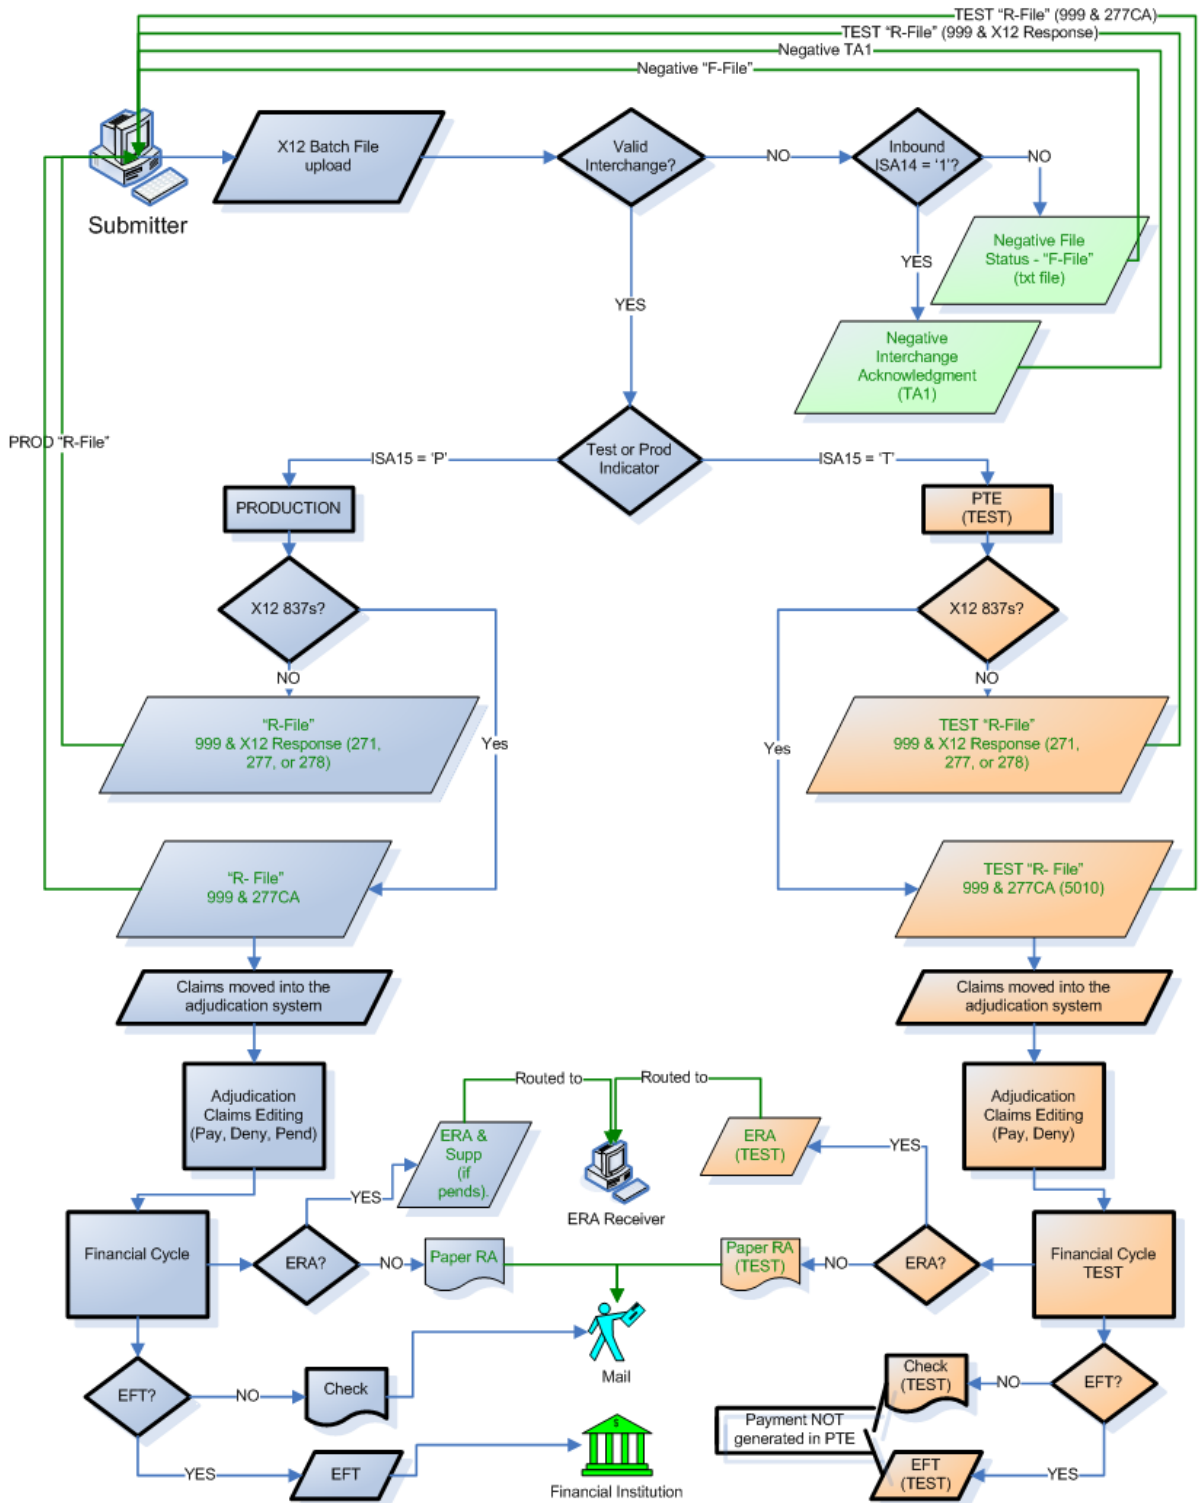 TEST “R-File” (999 & 277CA)
TEST “R-File” (999 & X12 Response)
Negative TA1
Negative “F-File”
Submitter
X12 Batch File
upload
Valid
Interchange?
NO
Inbound
ISA14 = ‘1’?
NO
Negative File
Status - “F-File”
(txt file)
YES
YES
Negative
Interchange
Acknowledgment
(TA1)
PROD “R-File”
Test or Prod
Indicator
ISA15 = ‘P’
ISA15 = ‘T’
PRODUCTION
PTE
(TEST)
X12 837s?
X12 837s?
NO
NO
“R-File”
999 & X12 Response (271,
277, or 278)
Yes
Yes
TEST “R-File”
999 & X12 Response (271,
277, or 278)
“R- File”
999 & 277CA
TEST “R- File”
999 & 277CA (5010)
Claims moved into the
adjudication system
Claims moved into the
adjudication system
Adjudication
Claims Editing
(Pay, Deny, Pend)
Routed to
Routed to
Adjudication
Claims Editing
(Pay, Deny)
ERA &
Supp
(if
pends).
ERA
(TEST)
YES
YES
ERA Receiver
Financial Cycle
ERA?
NO
Paper RA
Paper RA
(TEST)
NO
ERA?
Financial Cycle
TEST
Mail
EFT?
NO
Check
Check
(TEST)
NO
EFT?
Payment NOT
generated in PTE
YES
EFT
$
Financial Institution
EFT
(TEST)
YES